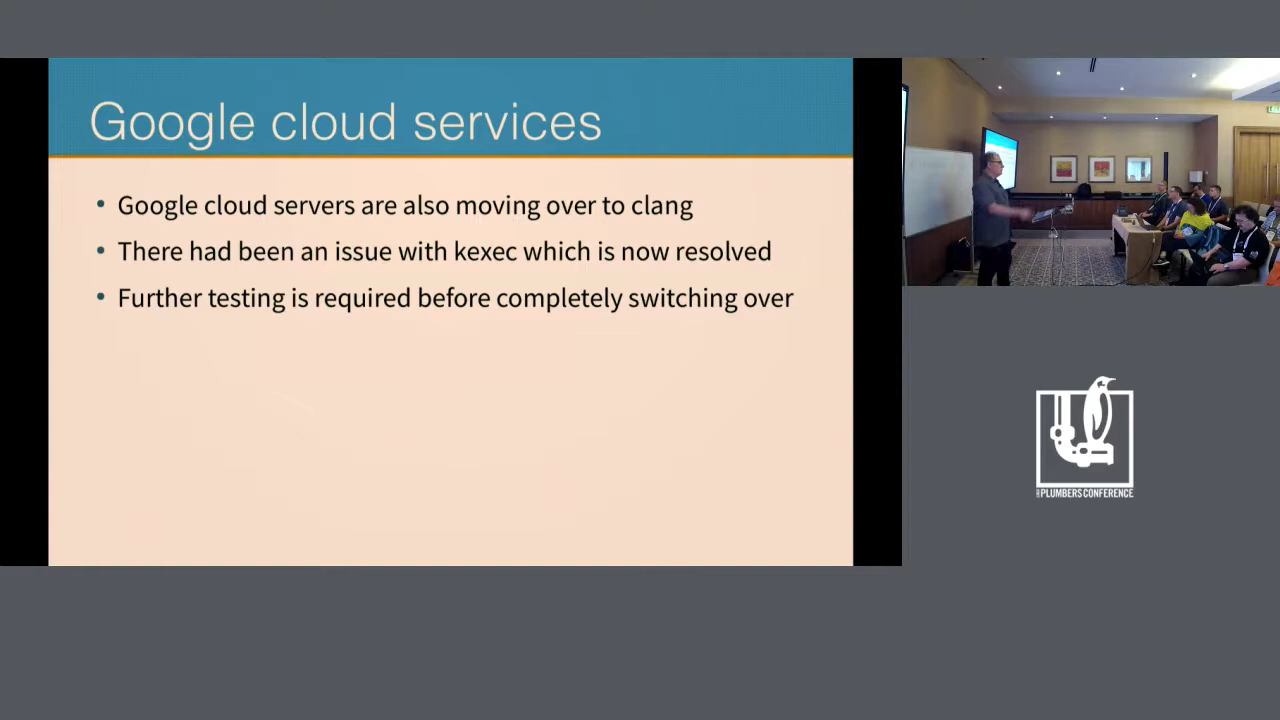 Google cloud services
• Google cloud servers are also moving over to clang
• There had been an issue with kexec which is now resolved
• Further testing is required before completely switching over
PLUMBERS CONFERENCE